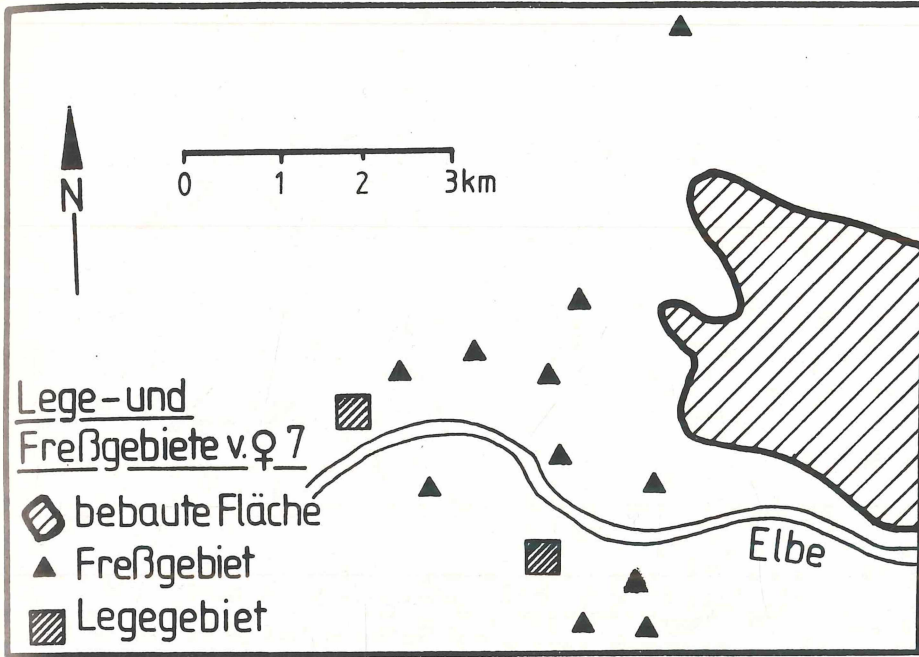 N
0 1 2 3km
Lege-und
Freßgebiete v.♀ 7
bebaute Fläche
Freßgebiet
Legegebiet
Elbe